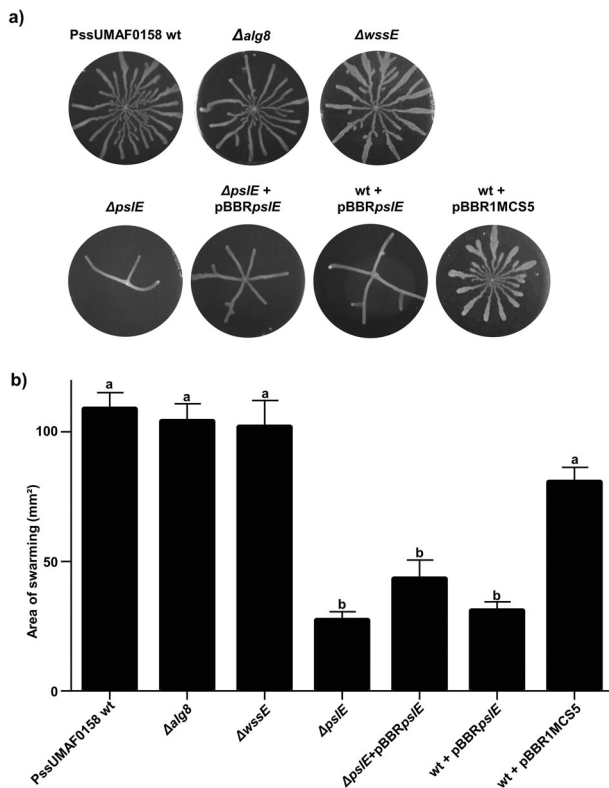 a)
PssUMAF0158 wt
Δalg8
ΔwssE
ΔpslE
ΔpslE +
pBBRpslE
wt +
pBBRpslE
wt +
pBBR1MCS5
b)
Area of swarming (mm²)
100
50
0
a
a
a
b
b
b
a
PssUMAF0158 wt
Δalg8
ΔwssE
ΔpslE
ΔpslE+pBBRpslE
wt + pBBRpslE
wt + pBBR1MCS5